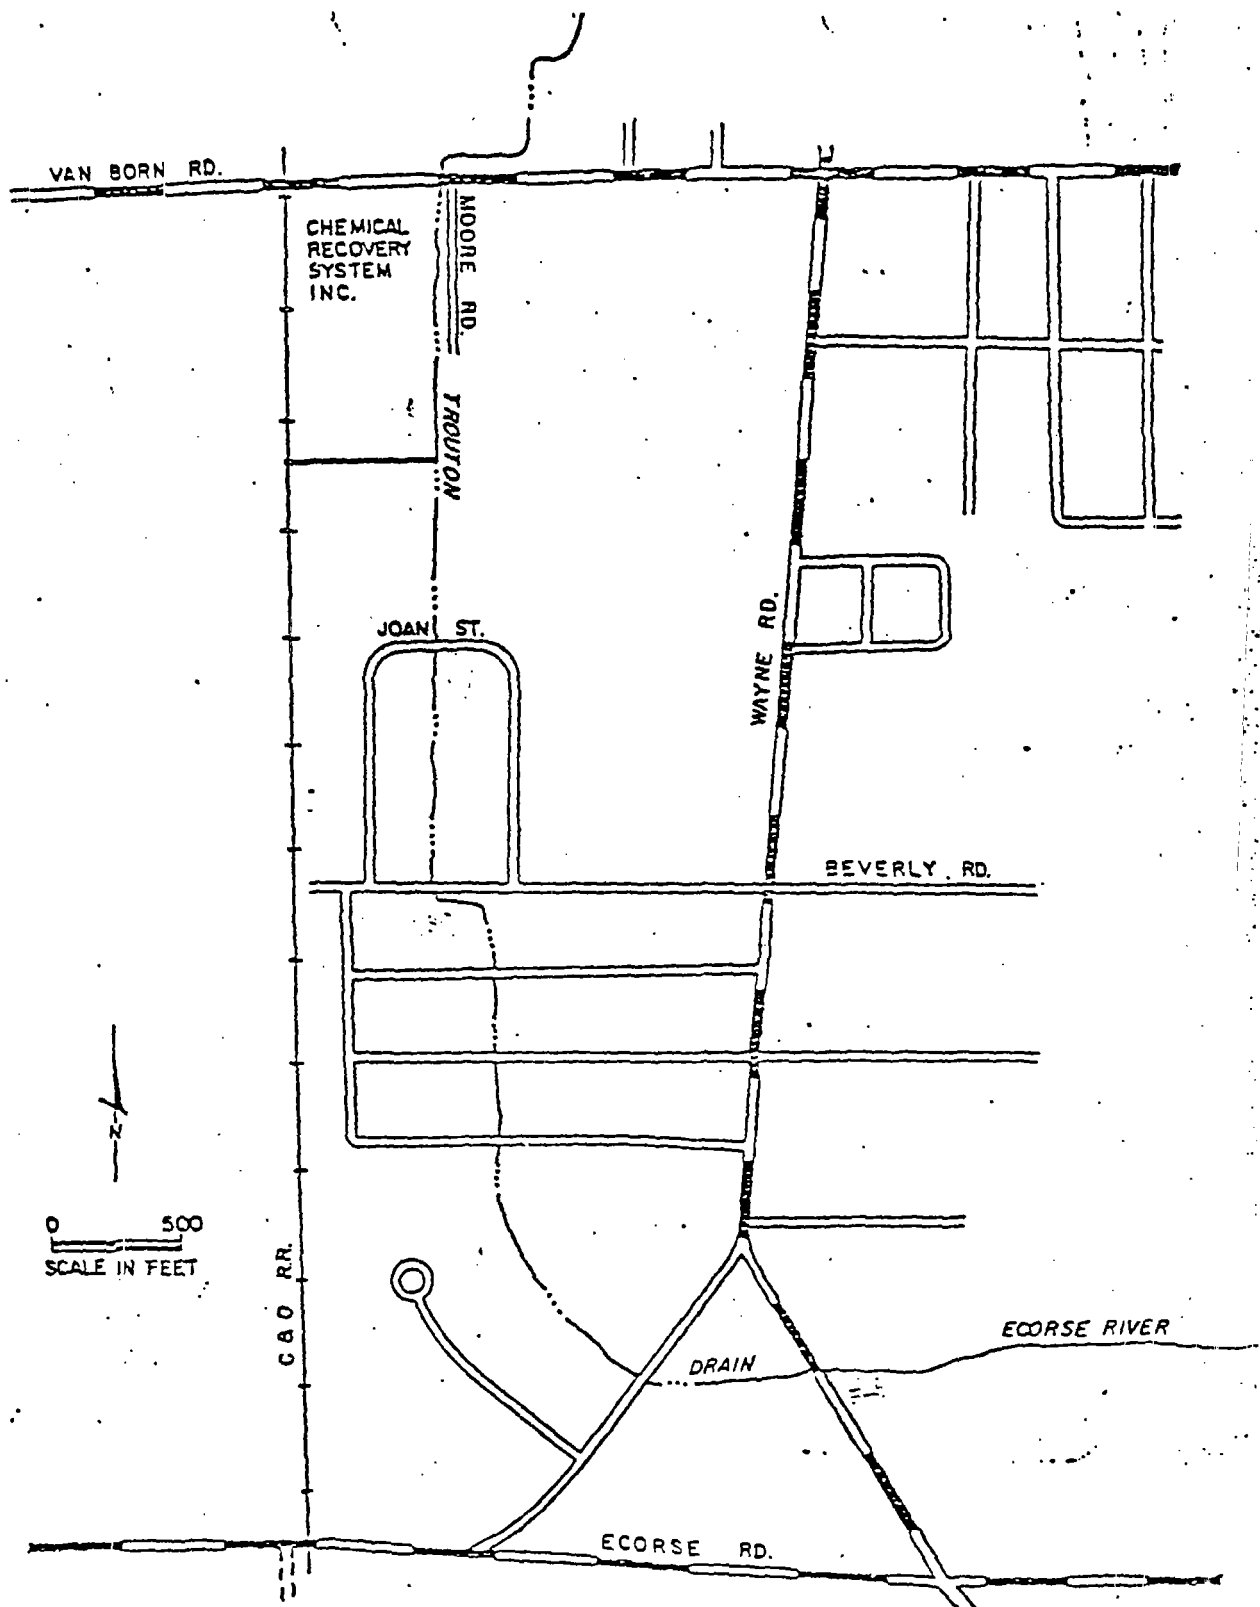 VAN BORN RD.
CHEMICAL
RECOVERY
SYSTEM
INC.
MOORE RD.
TROUTON
JOAN ST.
WAYNE RD.
BEVERLY RD.
N
0 500
SCALE IN FEET
C & O R.R.
DRAIN
ECORSE RIVER
ECORSE RD.